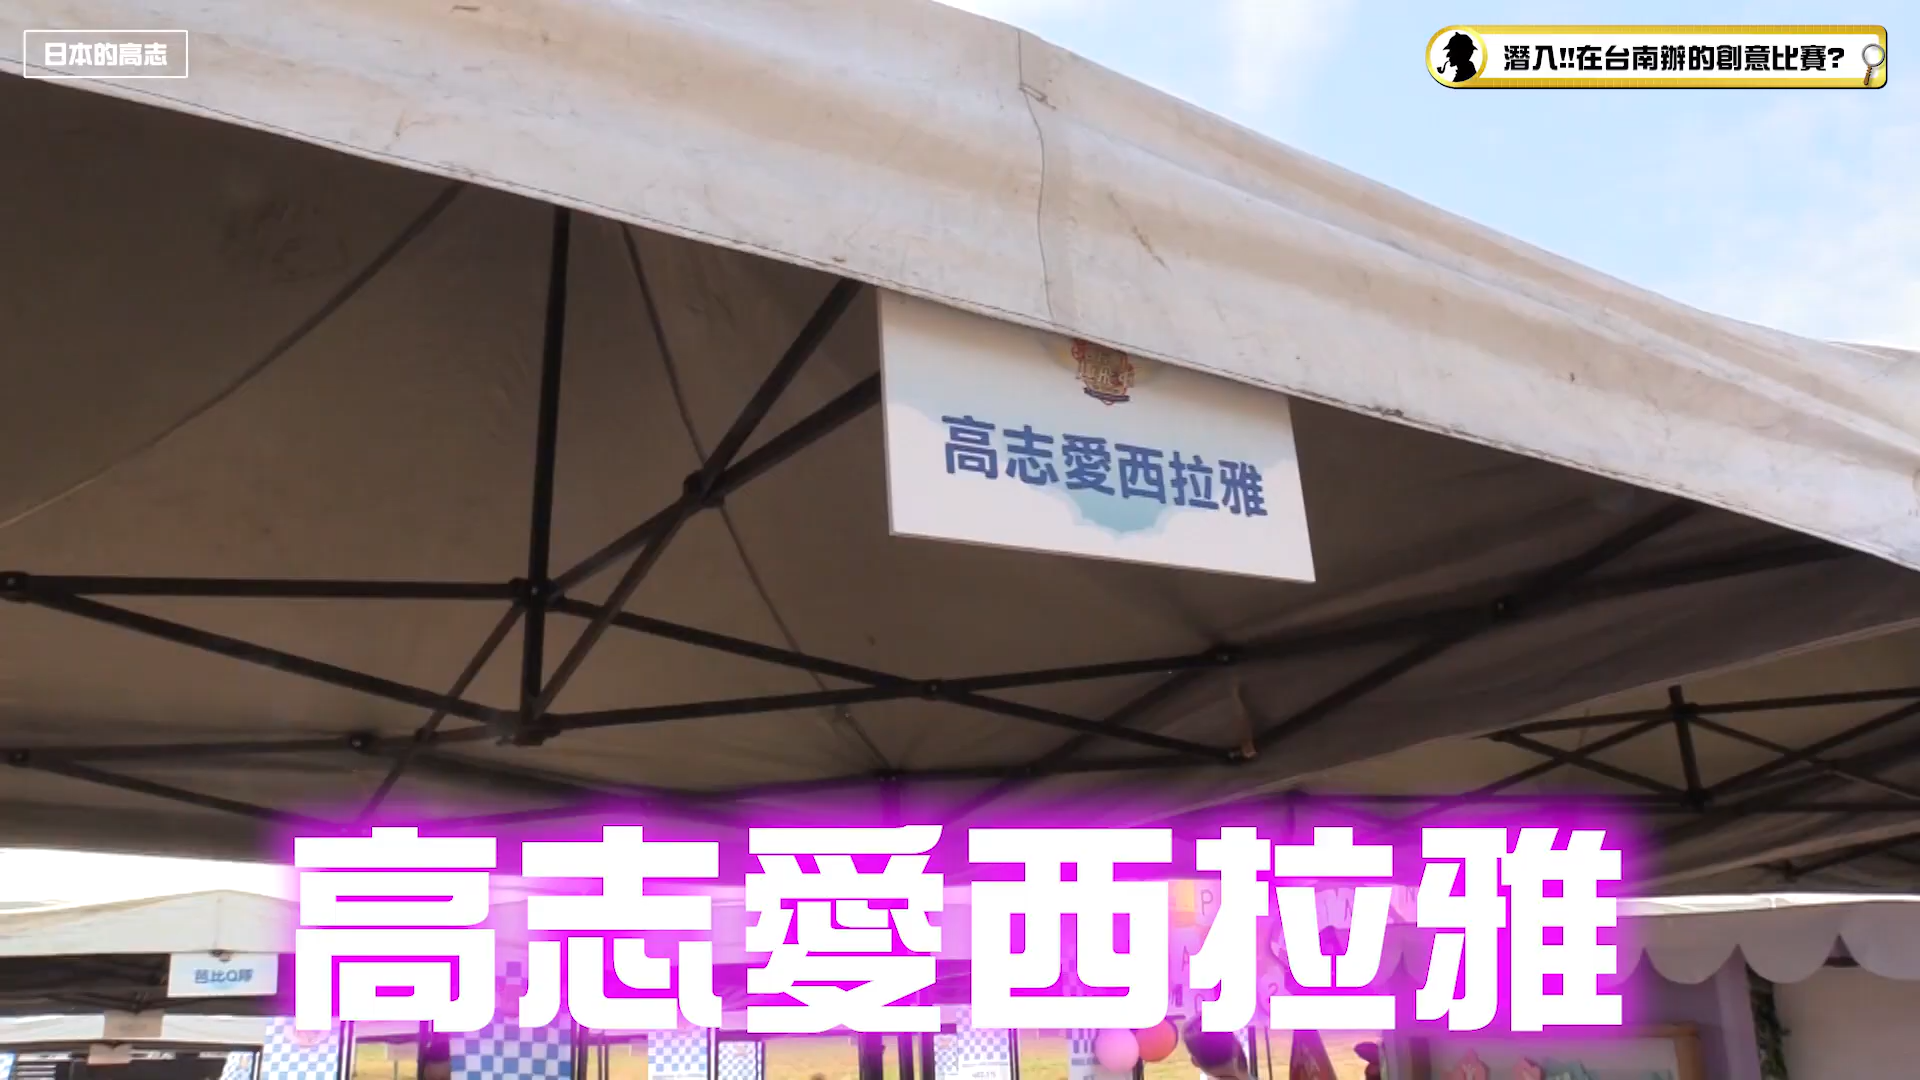 日本的高志
潛入!!在台南辦的創意比賽?
高志愛西拉雅
芭比Q隊
高志愛西拉雅